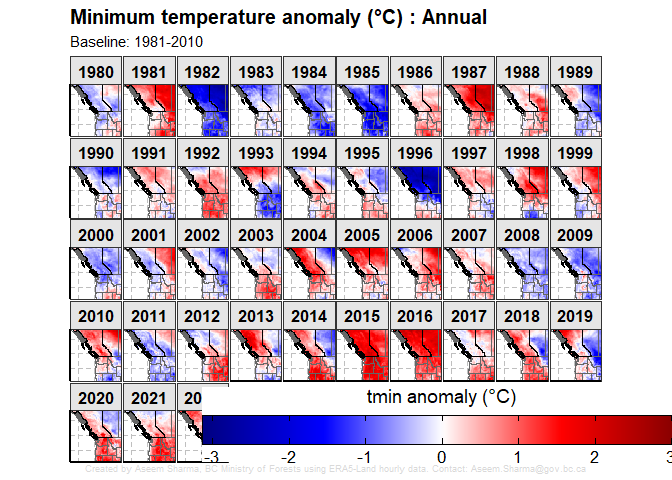 Minimum temperature anomaly (°C) : Annual
Baseline: 1981-2010
1980 1981 1982 1983 1984 1985 1986 1987 1988 1989
1990 1991 1992 1993 1994 1995 1996 1997 1998 1999
2000 2001 2002 2003 2004 2005 2006 2007 2008 2009
2010 2011 2012 2013 2014 2015 2016 2017 2018 2019
2020 2021 20
tmin anomaly (°C)
-3 -2 -1 0 1 2 3
Created by Aseem Sharma, BC Ministry of Forests using ERA5-Land hourly data. Contact: Aseem.Sharma@gov.bc.ca